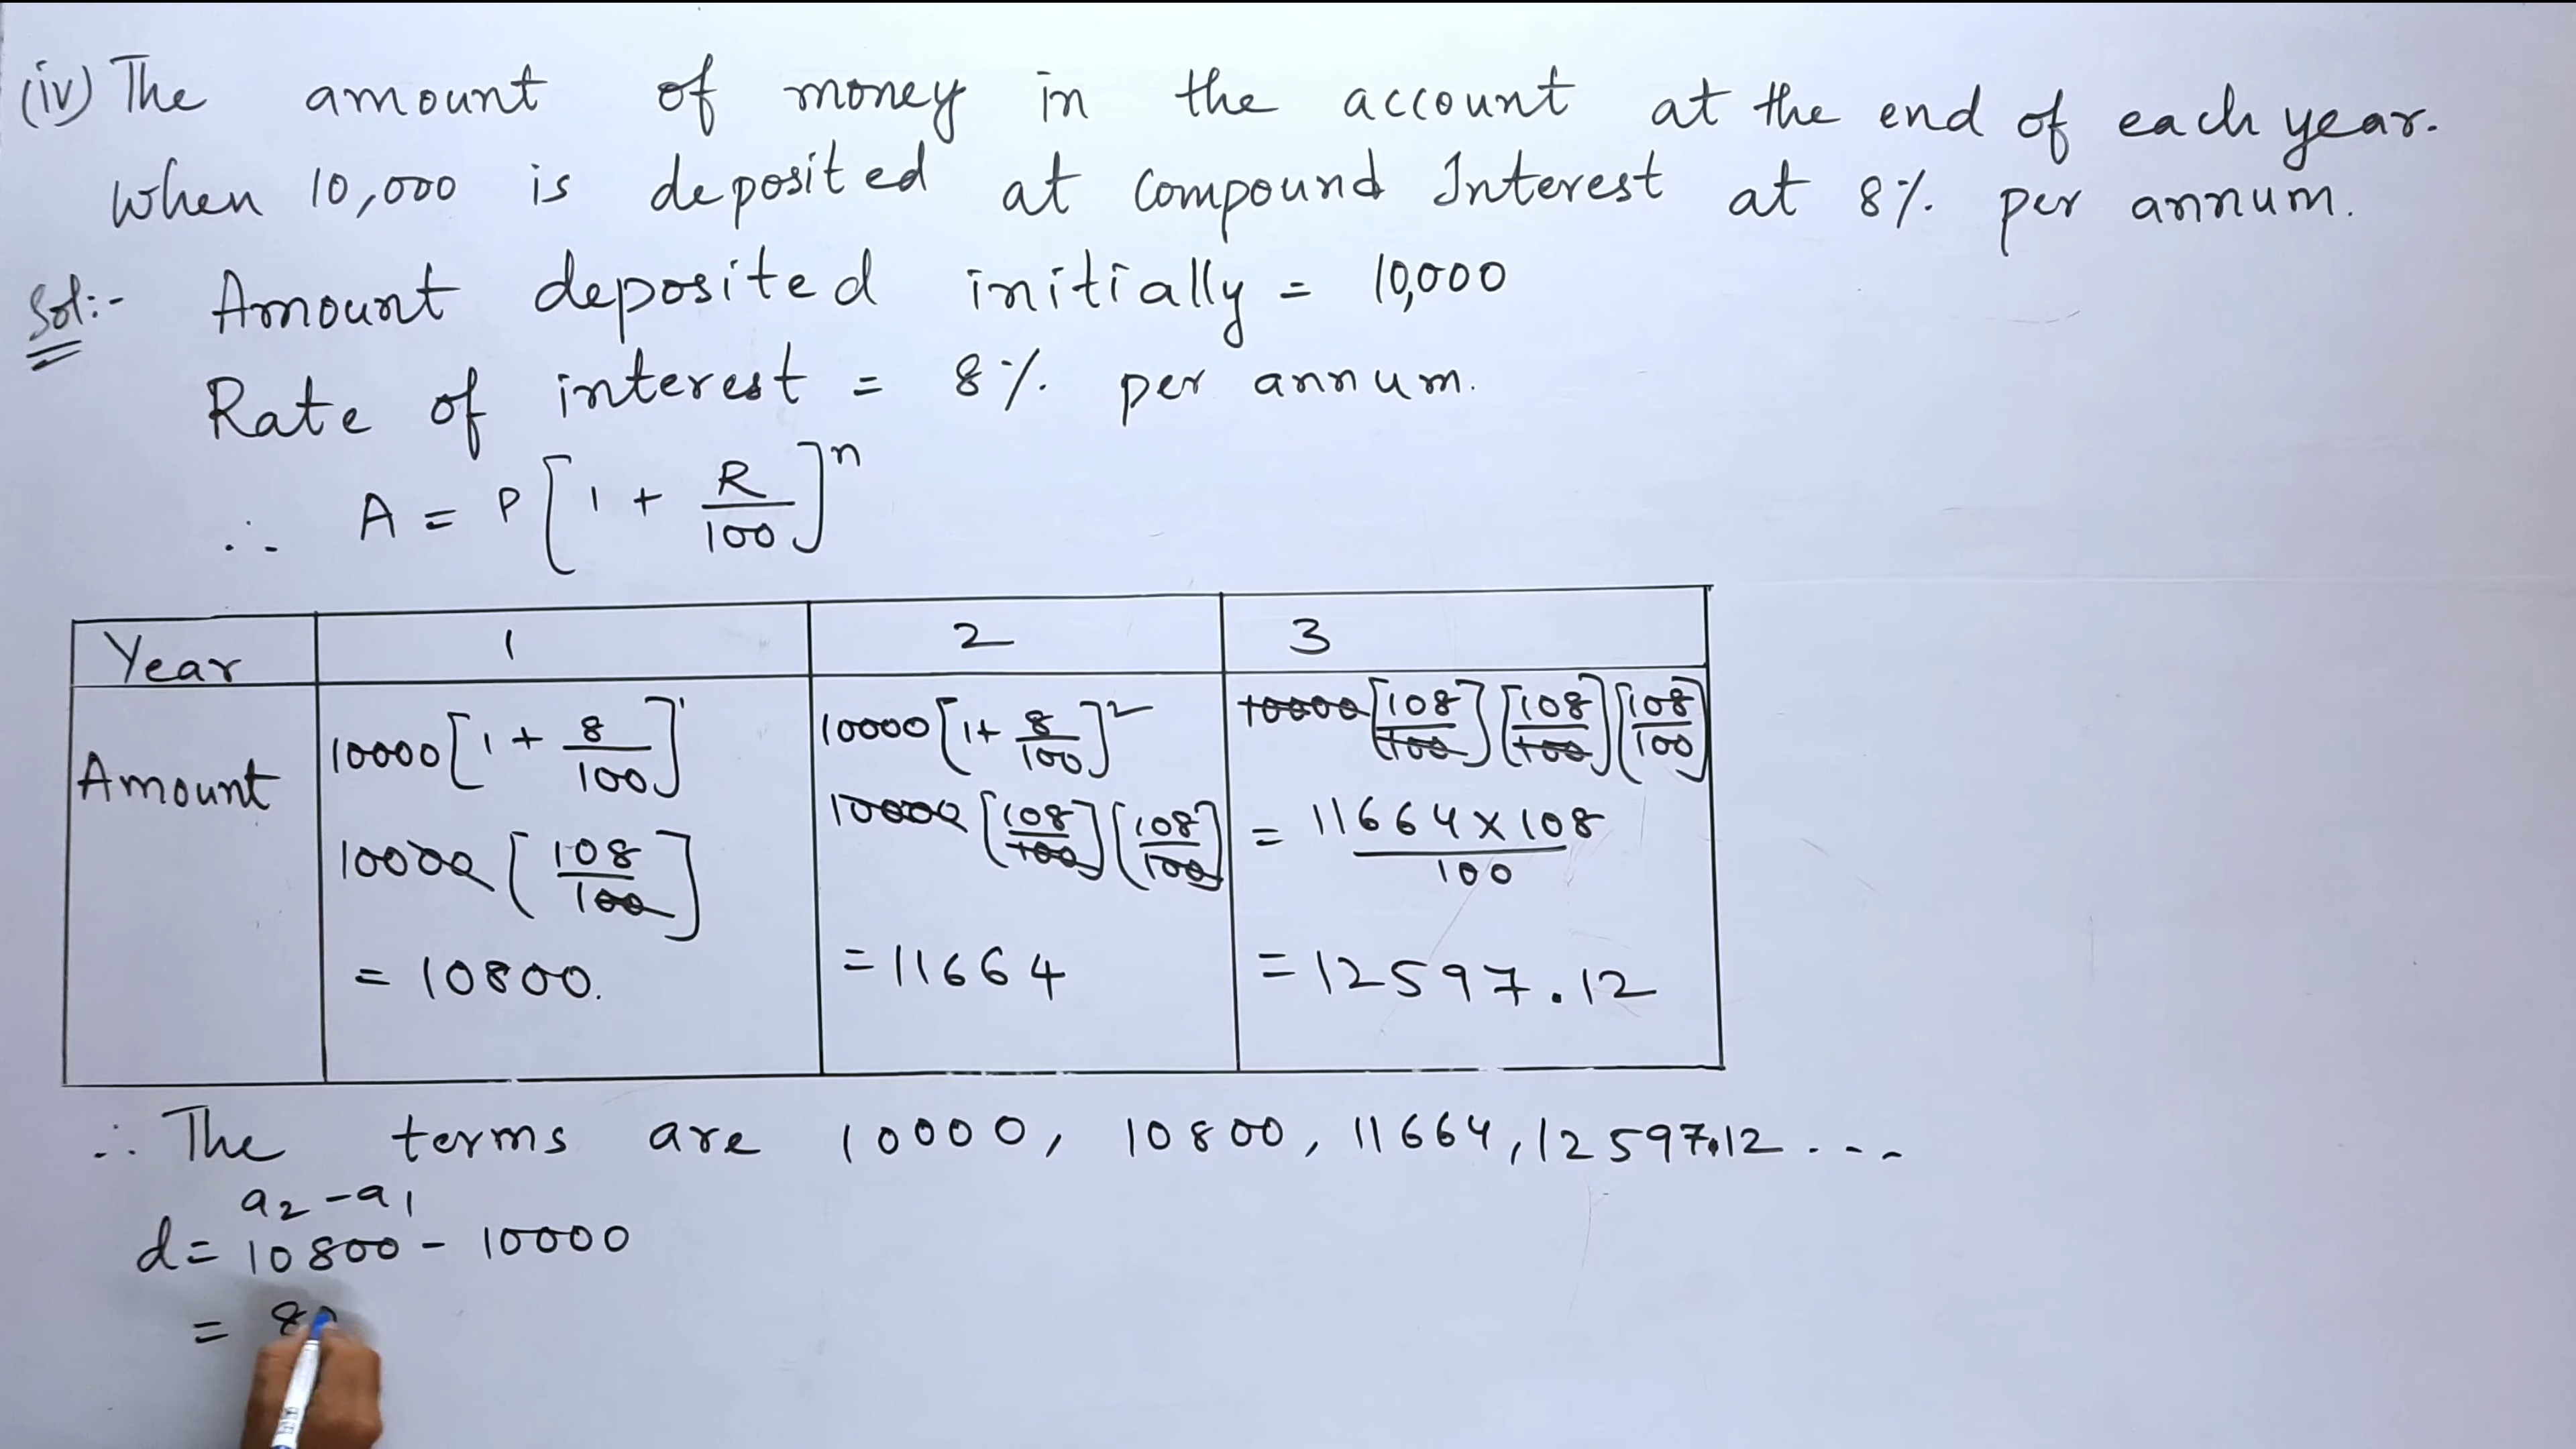 (iv) The amount of money in the account at the end of each year.
When 10,000 is deposited at Compound Interest at 8% per annum.
Sol:- Amount deposited initially = 10,000
Rate of interest = 8% per annum.
∴ A = P[1 + R/100]^n
Year 1 2 3
Amount
10000[1 + 8/100]^1
10000[108/100]
= 10800.
10000[1+ 8/100]^2
10000[108/100][108/100]
= 11664
10000[108/100][108/100][108/100]
= 11664 x 108/100
= 12597.12
∴ The terms are 10000, 10800, 11664, 12597.12 ...
a2 - a1
d = 10800 - 10000
= 8